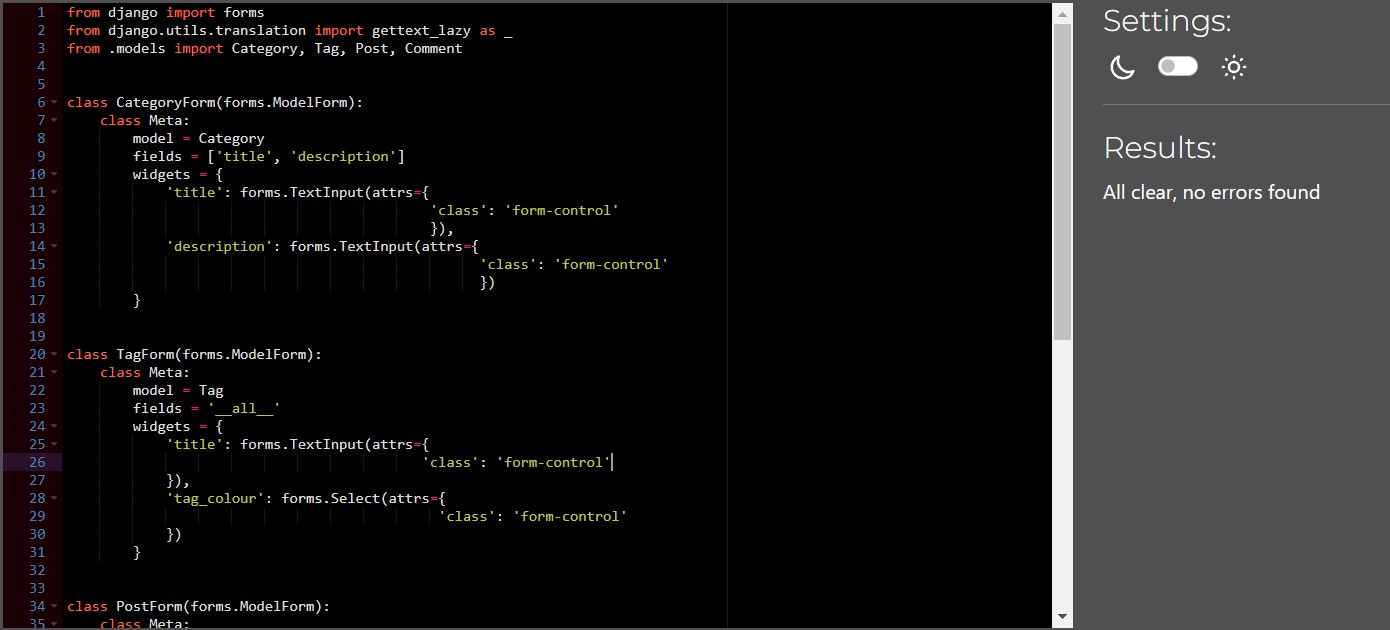 1 from django import forms
2 from django.utils.translation import gettext_lazy as _
3 from .models import Category, Tag, Post, Comment
4
5
6 class CategoryForm(forms.ModelForm):
7     class Meta:
8         model = Category
9         fields = ['title', 'description']
10         widgets = {
11             'title': forms.TextInput(attrs={
12                                             'class': 'form-control'
13                                             }),
14             'description': forms.TextInput(attrs={
15                                                   'class': 'form-control'
16                                                   })
17         }
18
19
20 class TagForm(forms.ModelForm):
21     class Meta:
22         model = Tag
23         fields = '__all__'
24         widgets = {
25             'title': forms.TextInput(attrs={
26                                            'class': 'form-control'
27             }),
28             'tag_colour': forms.Select(attrs={
29                                              'class': 'form-control'
30             })
31         }
32
33
34 class PostForm(forms.ModelForm):
35     class Meta:
Settings:
Results:
All clear, no errors found